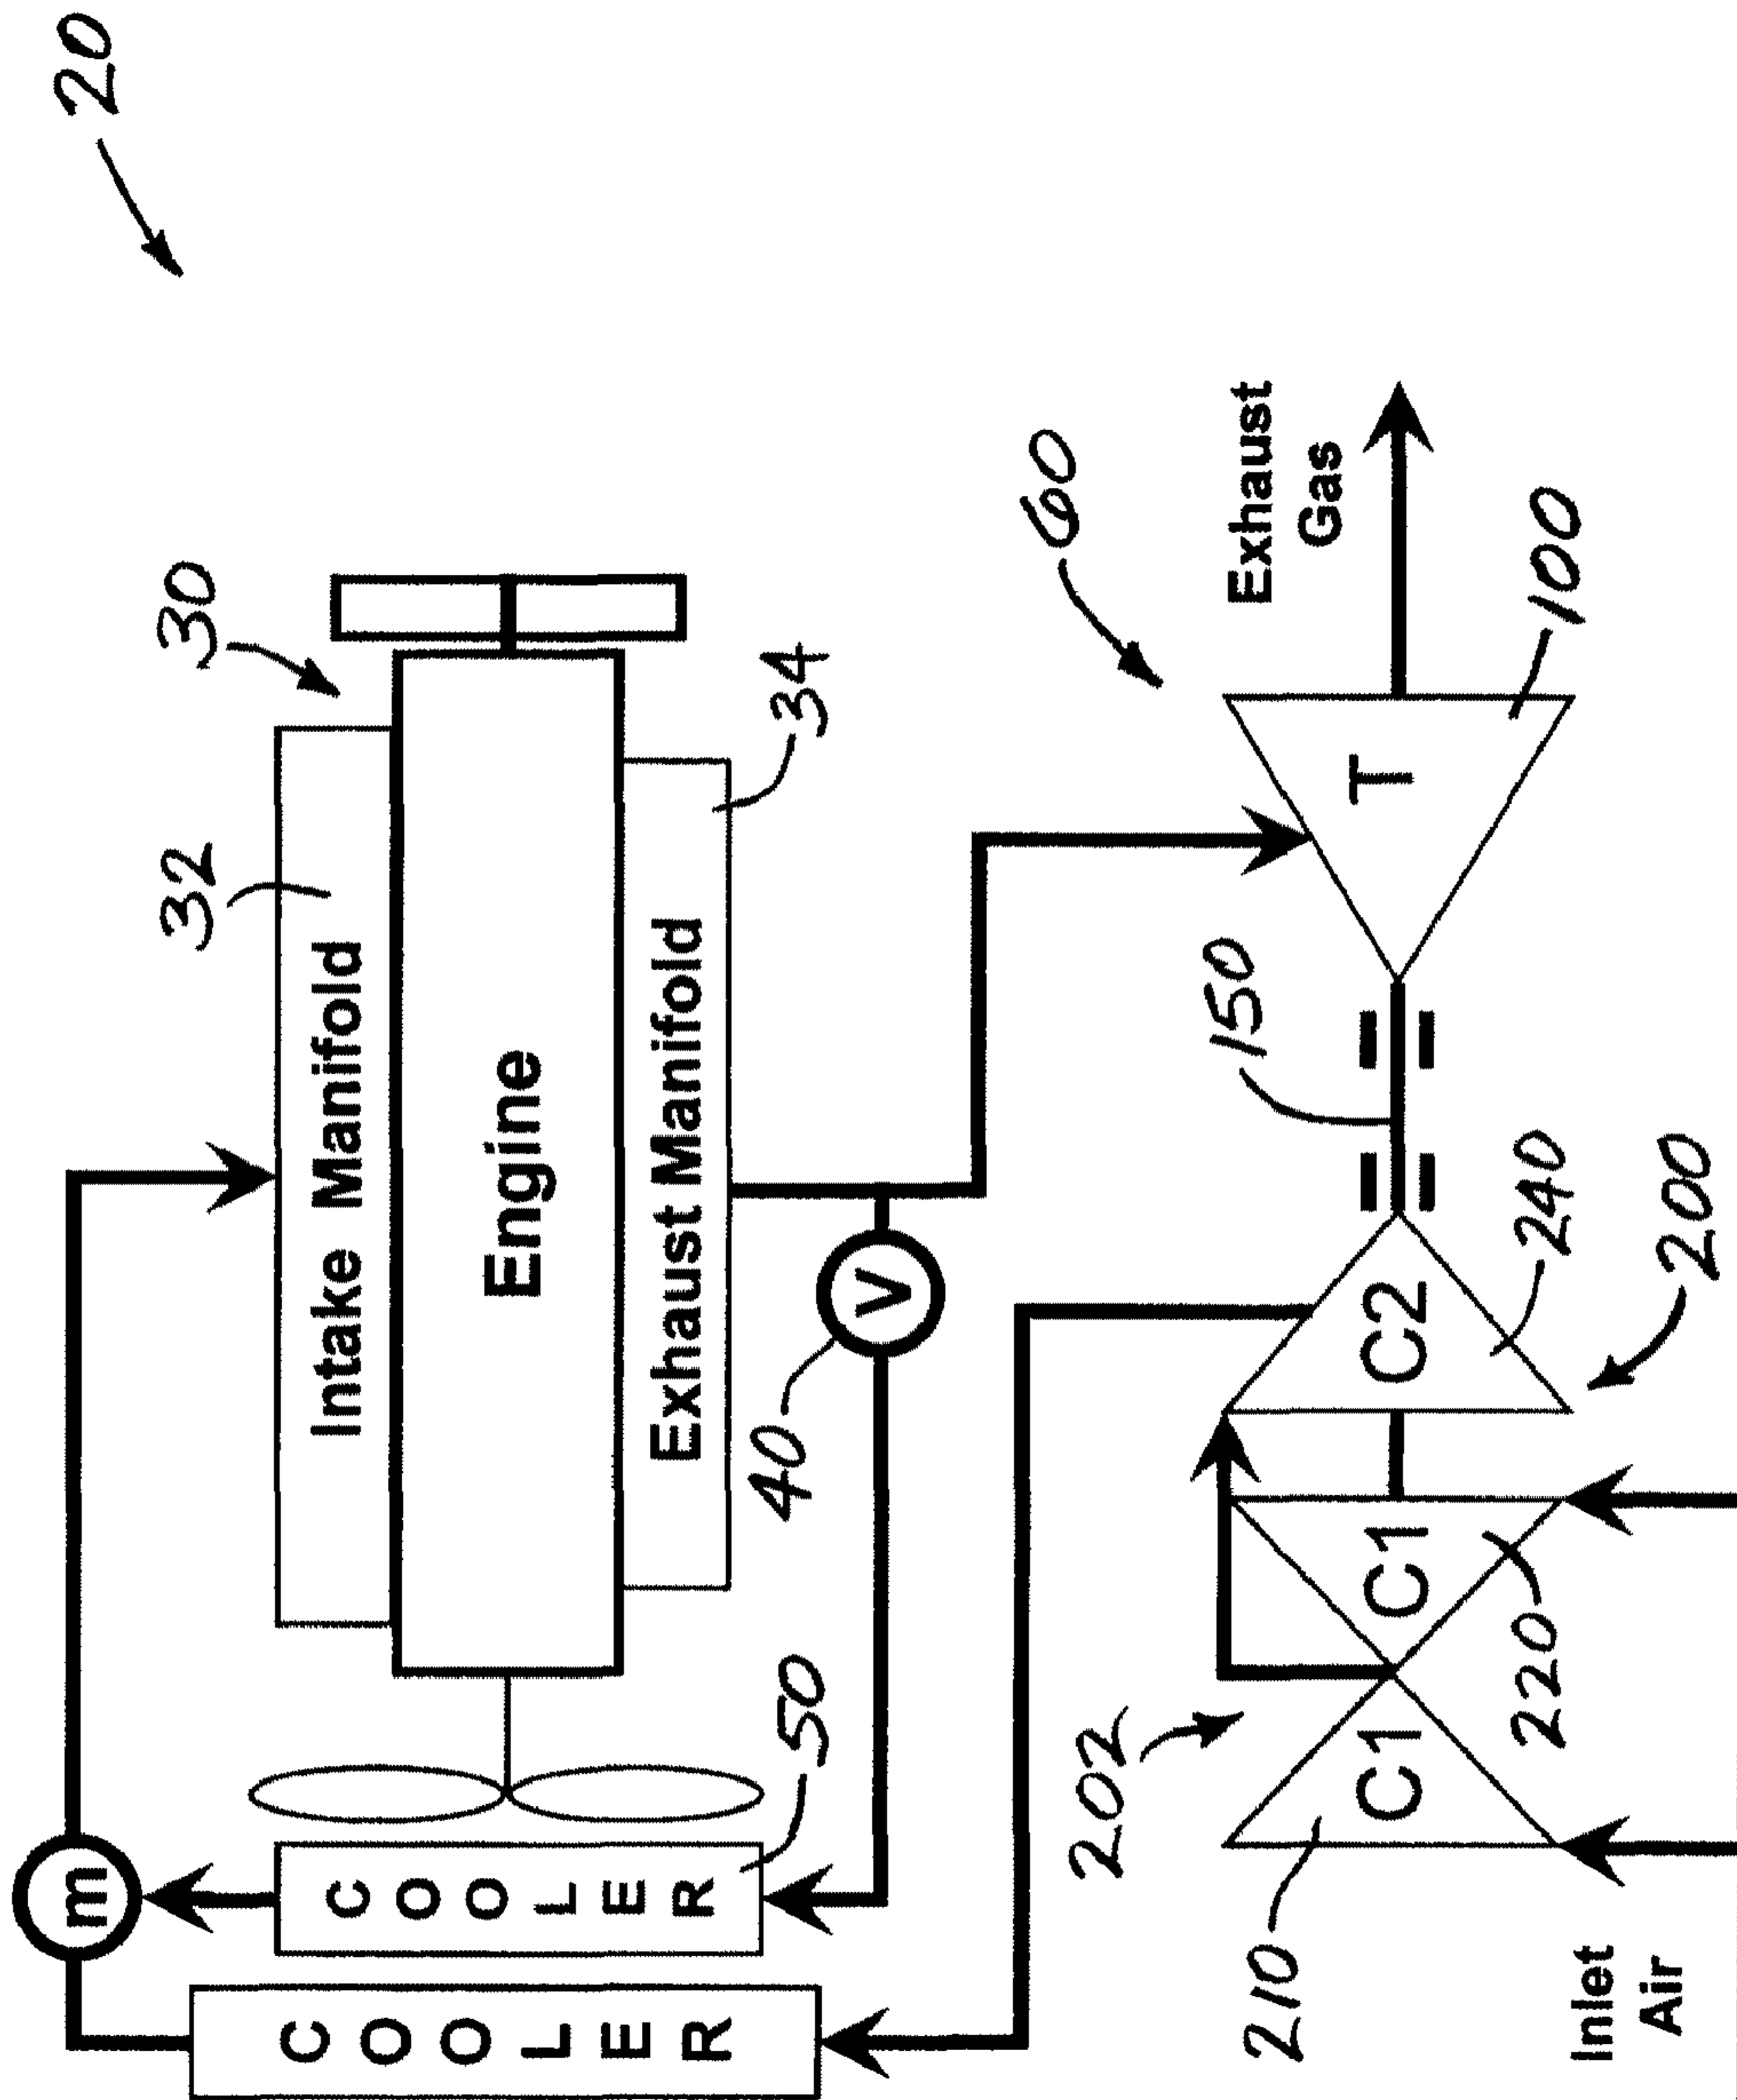 20
30
32
Intake Manifold
Engine
Exhaust Manifold
34
m
COOLER
50
COOLER
V
40
60
Exhaust
Gas
T
100
150
C2
240
200
C1
220
202
C1
210
Inlet
Air